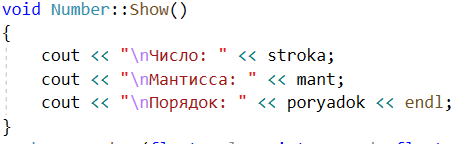 void Number::Show()
{
cout << "\nЧисло: " << stroka;
cout << "\nМантисса: " << mant;
cout << "\nПорядок: " << poryadok << endl;
}